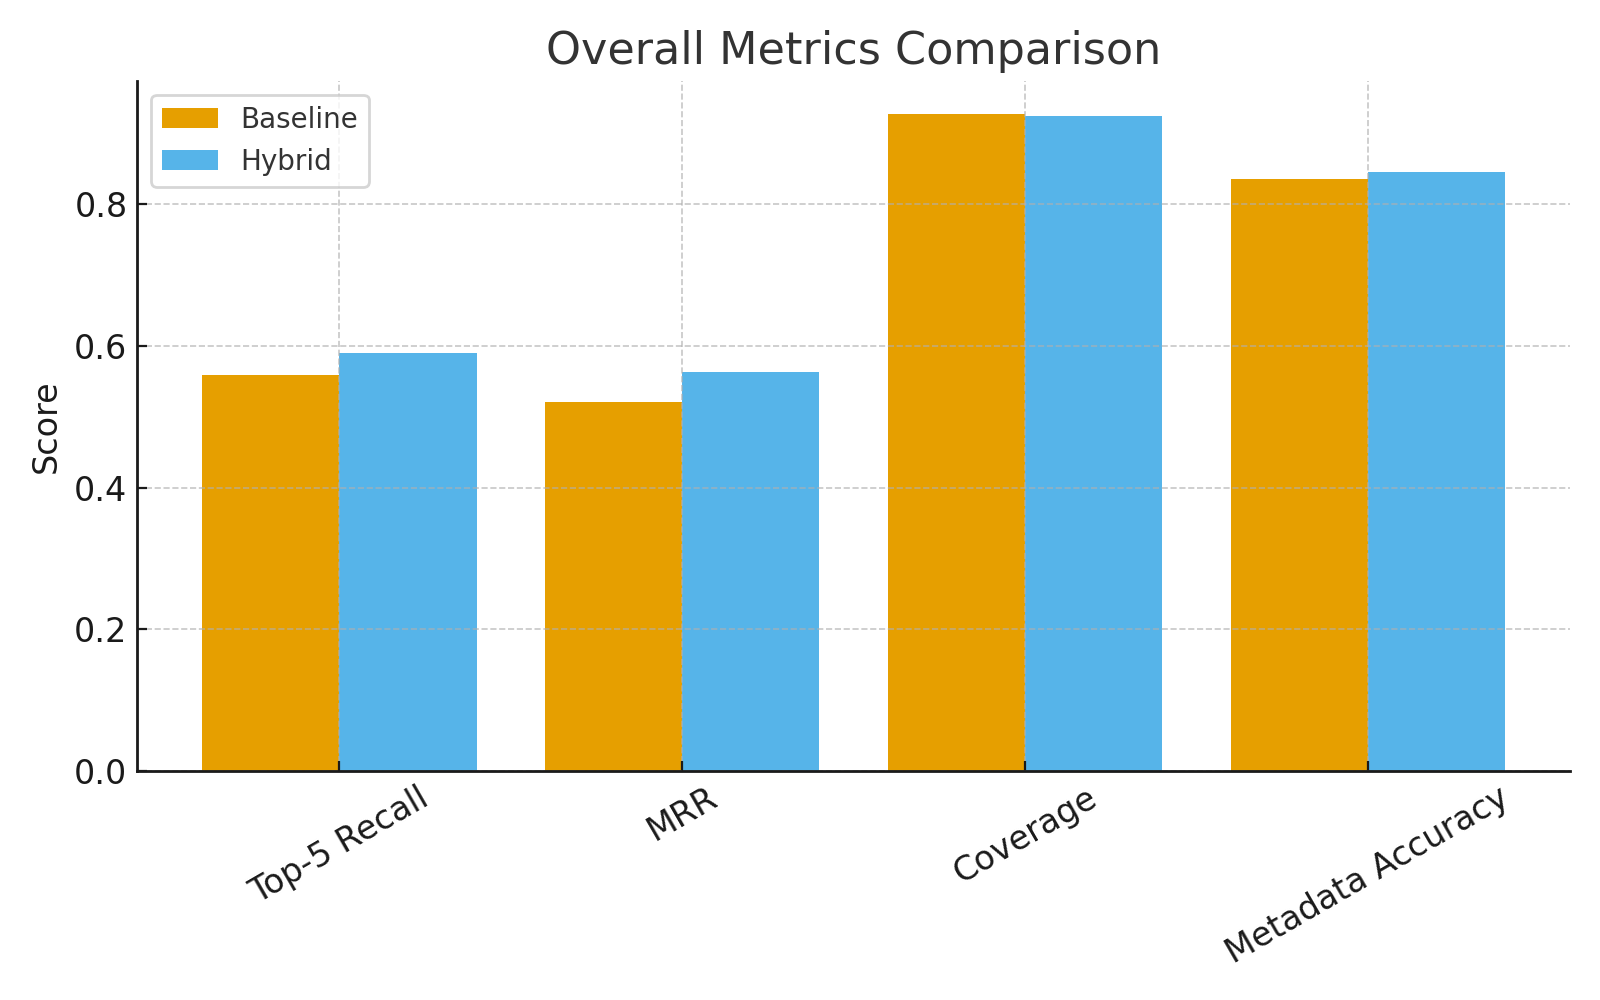 Overall Metrics Comparison
Baseline
Hybrid
Score
0.8
0.6
0.4
0.2
0.0
Top-5 Recall
MRR
Coverage
Metadata Accuracy